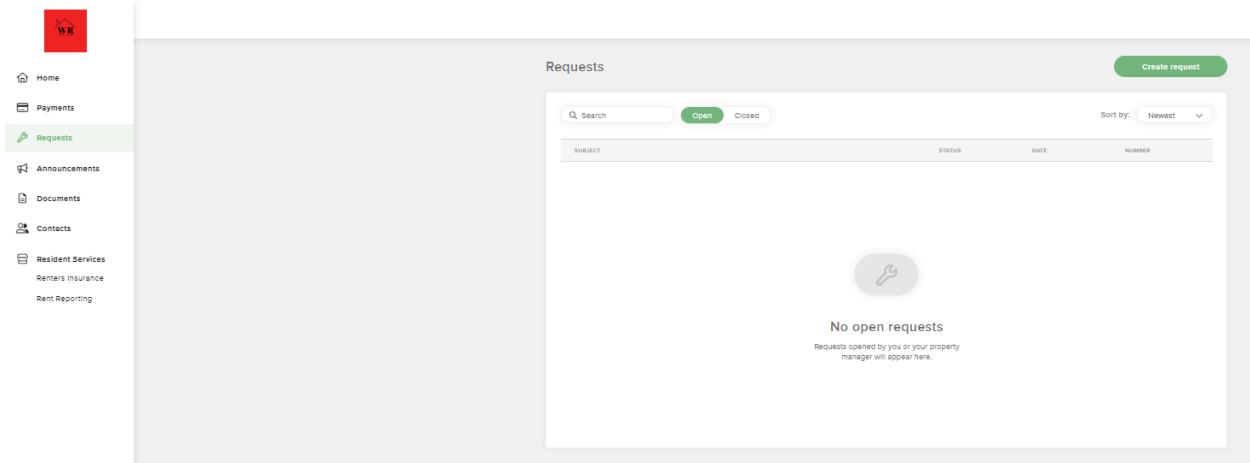 WB
Home
Payments
Requests
Announcements
Documents
Contacts
Resident Services
Renters Insurance
Rent Reporting
Requests
Create request
Search Open Closed Sort by: Newest
SUBJECT STATUS DATE NUMBER
No open requests
Requests opened by you or your property
manager will appear here.